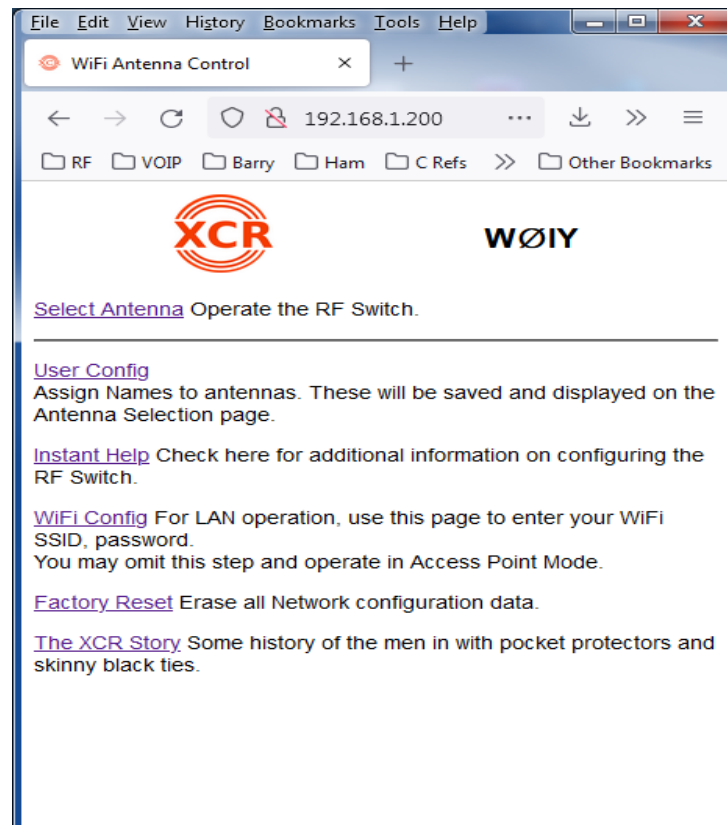 File Edit View History Bookmarks Tools Help
WiFi Antenna Control
192.168.1.200
RF VOIP Barry Ham C Refs Other Bookmarks
XCR WØIY
Select Antenna Operate the RF Switch.
User Config
Assign Names to antennas. These will be saved and displayed on the
Antenna Selection page.
Instant Help Check here for additional information on configuring the
RF Switch.
WiFi Config For LAN operation, use this page to enter your WiFi
SSID, password.
You may omit this step and operate in Access Point Mode.
Factory Reset Erase all Network configuration data.
The XCR Story Some history of the men in with pocket protectors and
skinny black ties.